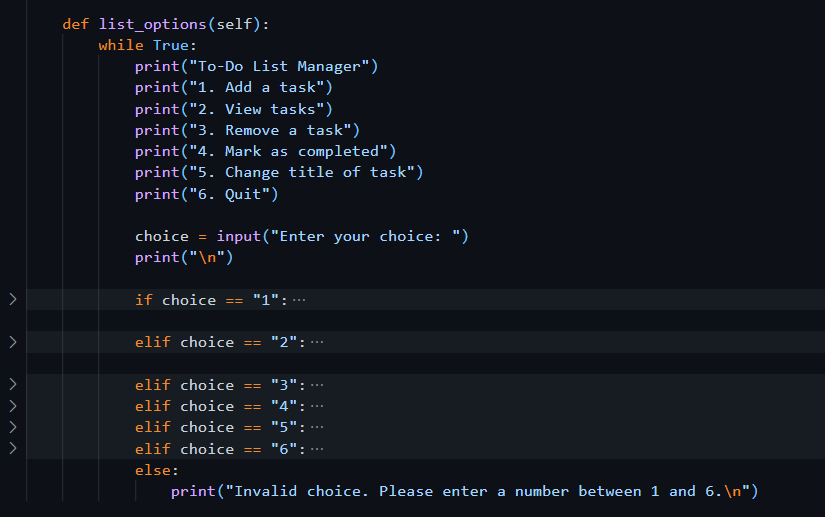 def list_options(self):
while True:
print("To-Do List Manager")
print("1. Add a task")
print("2. View tasks")
print("3. Remove a task")
print("4. Mark as completed")
print("5. Change title of task")
print("6. Quit")
choice = input("Enter your choice: ")
print("\n")
if choice == "1":···
elif choice == "2":···
elif choice == "3":···
elif choice == "4":···
elif choice == "5":···
elif choice == "6":···
else:
print("Invalid choice. Please enter a number between 1 and 6.\n")